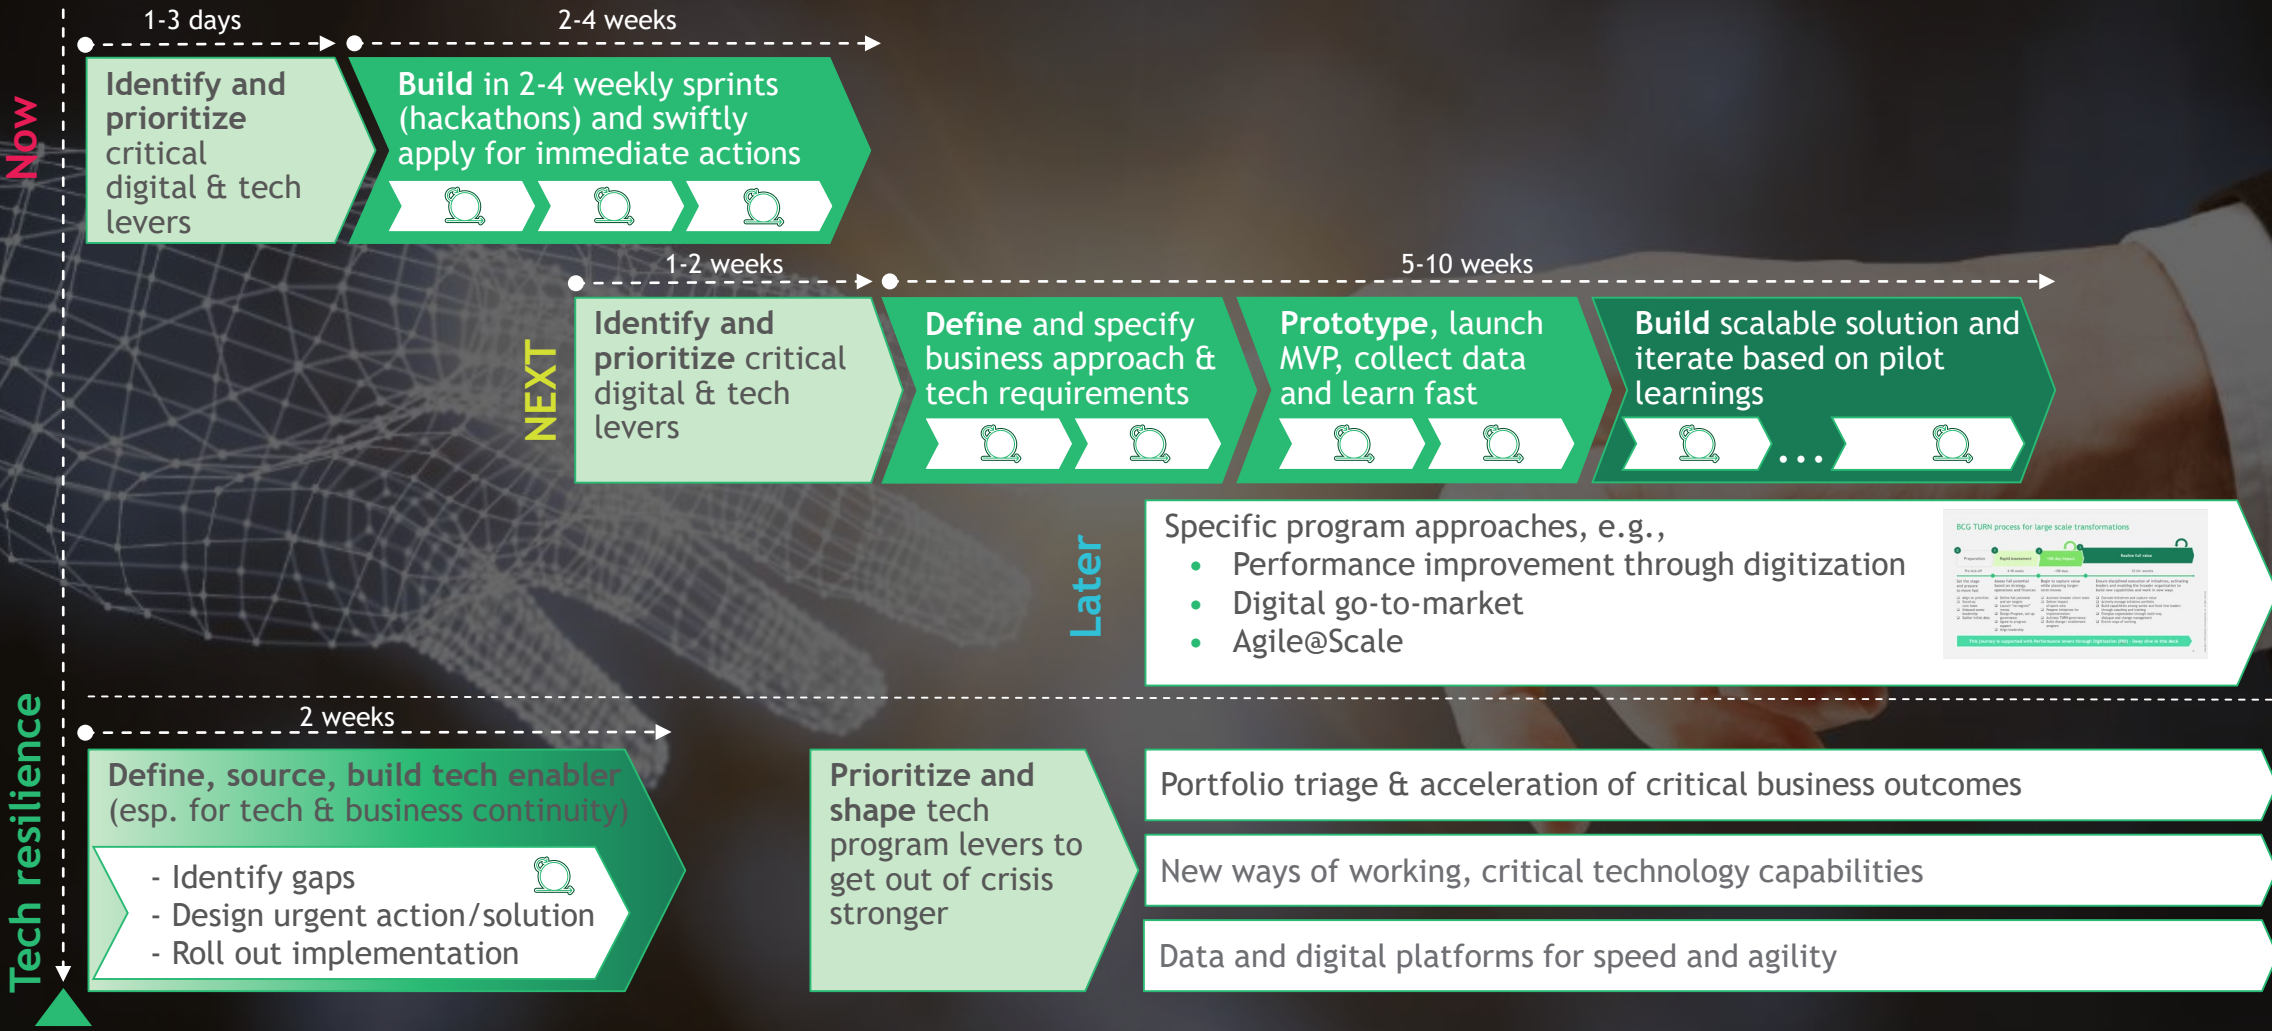 1-3 days
2-4 weeks
Now
Identify and
prioritize
critical
digital & tech
levers
Build in 2-4 weekly sprints
(hackathons) and swiftly
apply for immediate actions
1-2 weeks
5-10 weeks
NEXT
Identify and
prioritize critical
digital & tech
levers
Define and specify
business approach &
tech requirements
Prototype, launch
MVP, collect data
and learn fast
Build scalable solution and
iterate based on pilot
learnings
...
Later
Specific program approaches, e.g.,
• Performance improvement through digitization
• Digital go-to-market
• Agile@Scale
BCG TURN process for large scale transformations
Tech resilience
2 weeks
Define, source, build tech enabler
(esp. for tech & business continuity)
- Identify gaps
- Design urgent action/solution
- Roll out implementation
Prioritize and
shape tech
program levers to
get out of crisis
stronger
Portfolio triage & acceleration of critical business outcomes
New ways of working, critical technology capabilities
Data and digital platforms for speed and agility